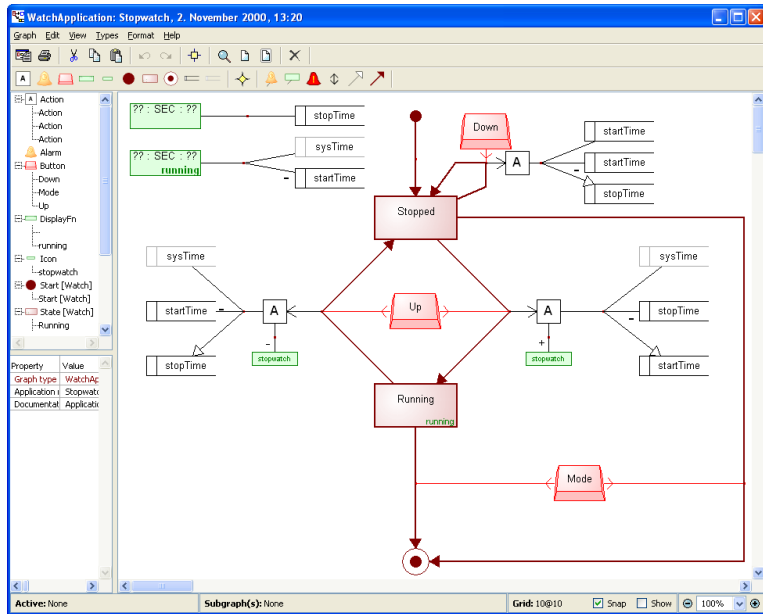 WatchApplication: Stopwatch, 2. November 2000, 13:20
Graph Edit View Types Format Help
A
Action
Action
Action
Action
Alarm
Button
Down
Mode
Up
DisplayFn
running
Icon
stopwatch
Start [Watch]
Start [Watch]
State [Watch]
Running
Property Value
Graph type WatchAp
Application Stopwatc
Documentat Applicatic
?? : SEC : ??
stopTime
?? : SEC : ??
running
sysTime
startTime
Down
A
startTime
startTime
stopTime
Stopped
sysTime
startTime
stopTime
A
stopwatch
Up
A
stopwatch
sysTime
stopTime
startTime
Running
running
Mode
Active: None
Subgraph(s): None
Grid: 10@10
Snap
Show
100%